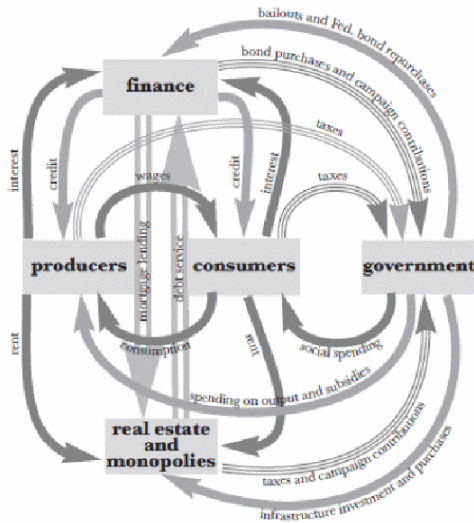 bailouts and Fed. bond repurchases
bond purchases and campaign contributions
finance
taxes
interest
credit
wages
credit
interest
taxes
producers
mortgage lending
debt service
consumers
government
rent
consumption
rent
social spending
spending on output and subsidies
real estate
and
monopolies
taxes and campaign contributions
infrastructure investment and purchases